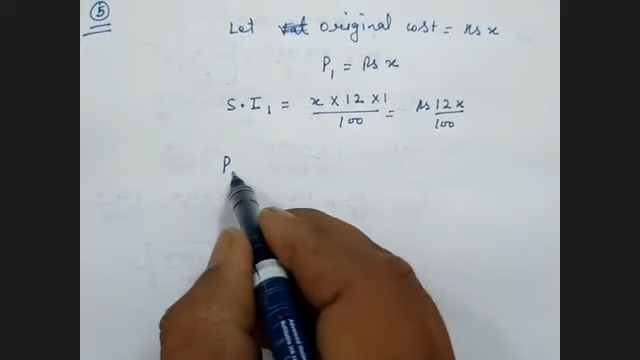 5
Let original cost = Rs x
P₁ = Rs x
S.I₁ = x × 12 × 1 / 100 = Rs 12x / 100
P